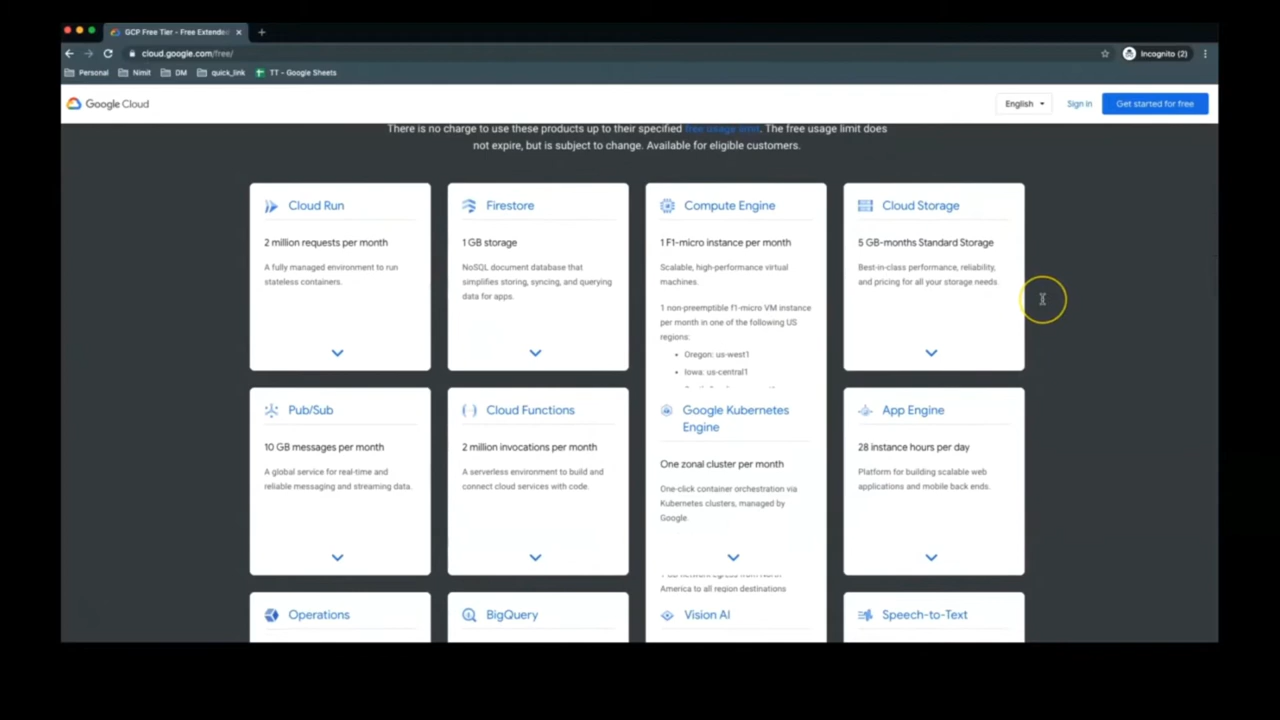 GCP Free Tier - Free Extended
cloud.google.com/free/
Incognito (2)
Personal
Nimit
DM
quick_link
TT - Google Sheets
Google Cloud
English
Sign in
Get started for free
There is no charge to use these products up to their specified free usage limit. The free usage limit does
not expire, but is subject to change. Available for eligible customers.
Cloud Run
2 million requests per month
A fully managed environment to run
stateless containers.
Firestore
1 GB storage
NoSQL document database that
simplifies storing, syncing, and querying
data for apps.
Compute Engine
1 F1-micro instance per month
Scalable, high-performance virtual
machines.
1 non-preemptible f1-micro VM instance
per month in one of the following US
regions:
• Oregon: us-west1
• Iowa: us-central1
Cloud Storage
5 GB-months Standard Storage
Best-in-class performance, reliability,
and pricing for all your storage needs
Pub/Sub
10 GB messages per month
A global service for real-time and
reliable messaging and streaming data.
Cloud Functions
2 million invocations per month
A serverless environment to build and
connect cloud services with code.
Google Kubernetes
Engine
One zonal cluster per month
One-click container orchestration via
Kubernetes clusters, managed by
Google.
America to all region destinations
App Engine
28 instance hours per day
Platform for building scalable web
applications and mobile back ends.
Operations
BigQuery
Vision AI
Speech-to-Text